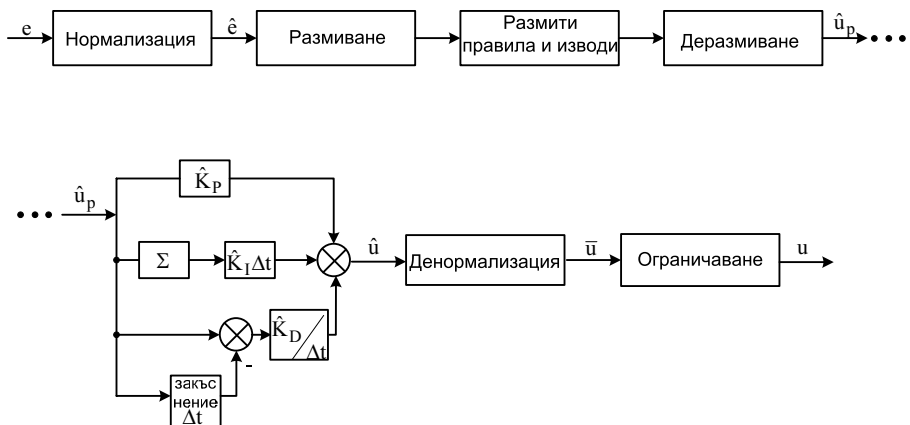 e
Нормализация
ê
Размиване
Размити
правила и изводи
Деразмиване
û_p
•••
••• û_p
K̂_P
Σ
K̂_I Δt
K̂_D / Δt
-
закъс
нение
Δt
û
Денормализация
u̅
Ограничаване
u